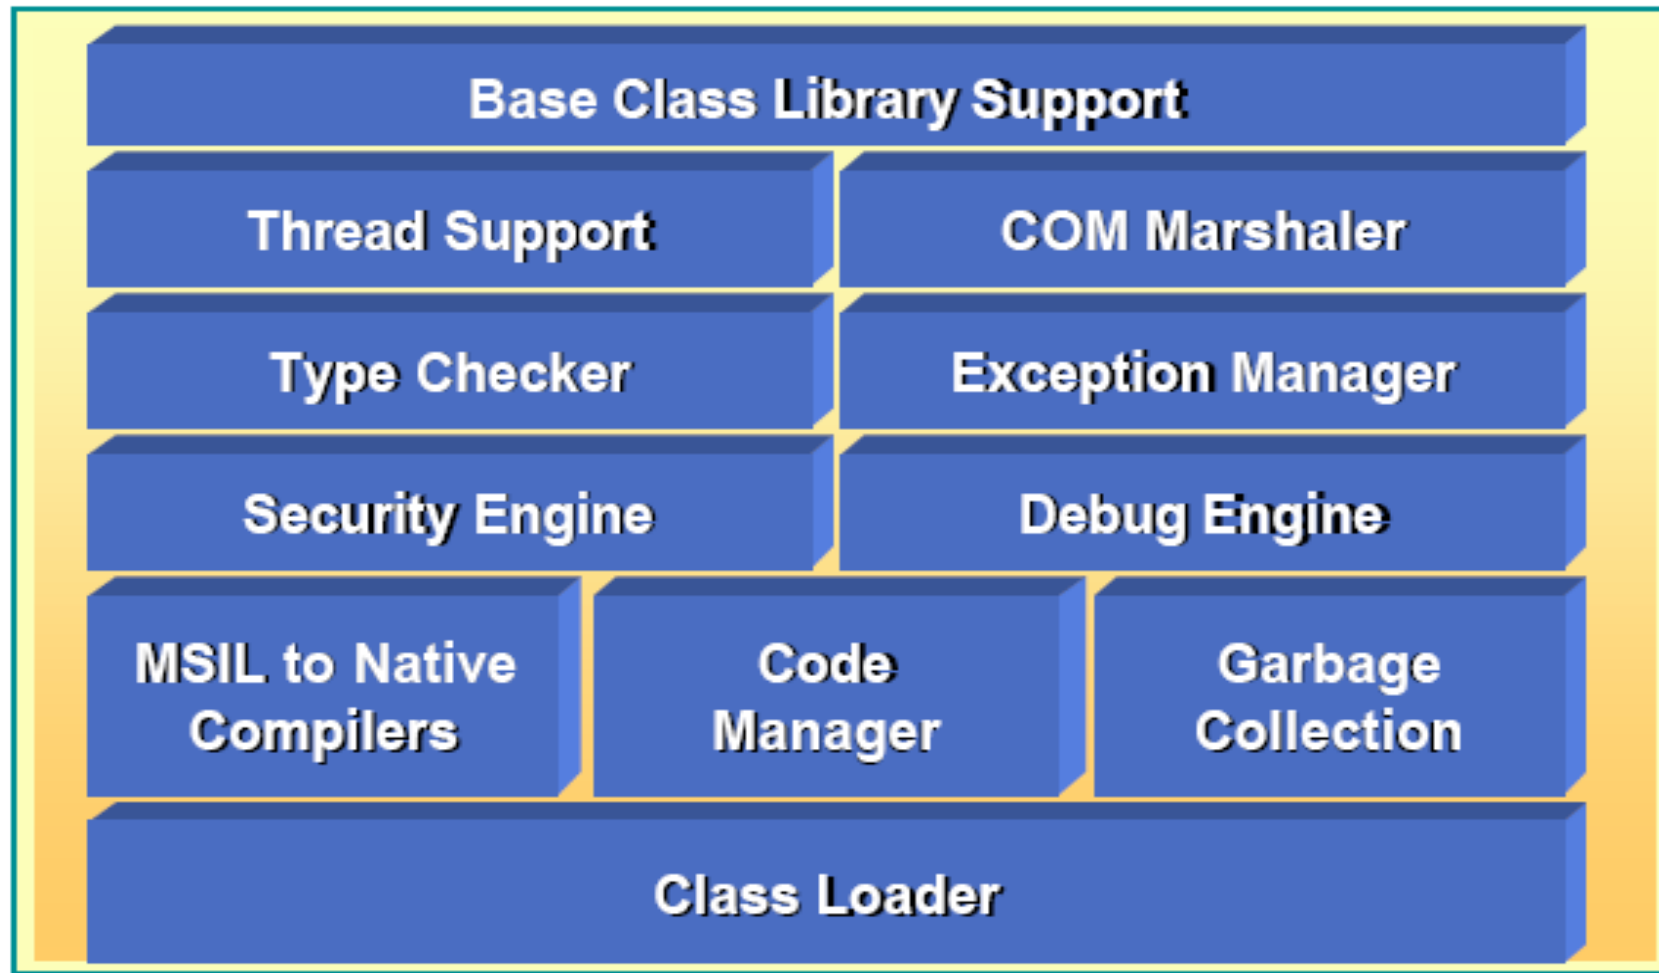 Base Class Library Support
Thread Support
COM Marshaler
Type Checker
Exception Manager
Security Engine
Debug Engine
MSIL to Native
Compilers
Code
Manager
Garbage
Collection
Class Loader